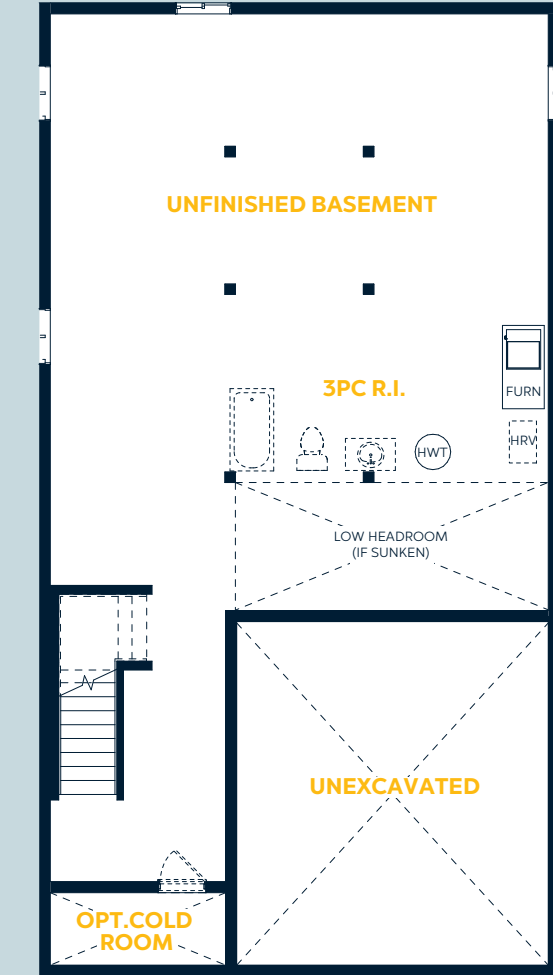 UNFINISHED BASEMENT
3PC R.I.
FURN
HRV
HWT
LOW HEADROOM
(IF SUNKEN)
UNEXCAVATED
OPT.COLD
ROOM